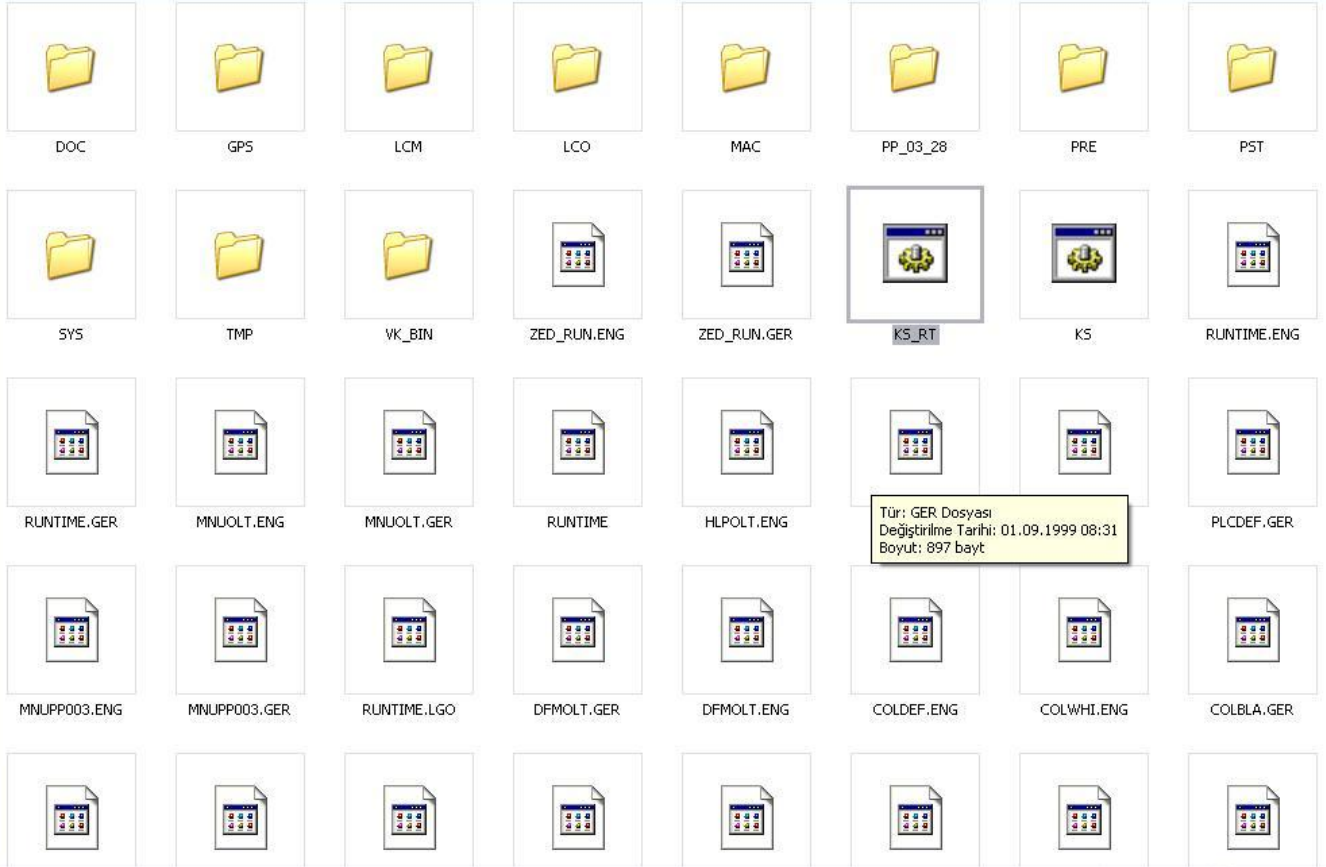 DOC
GPS
LCM
LCO
MAC
PP_03_28
PRE
PST
SYS
TMP
VK_BIN
ZED_RUN.ENG
ZED_RUN.GER
KS_RT
KS
RUNTIME.ENG
RUNTIME.GER
MNUOLT.ENG
MNUOLT.GER
RUNTIME
HLPOLT.ENG
Tür: GER Dosyası
Değiştirilme Tarihi: 01.09.1999 08:31
Boyut: 897 bayt
PLCDEF.GER
MNUPP003.ENG
MNUPP003.GER
RUNTIME.LGO
DFMOLT.GER
DFMOLT.ENG
COLDEF.ENG
COLWHI.ENG
COLBLA.GER